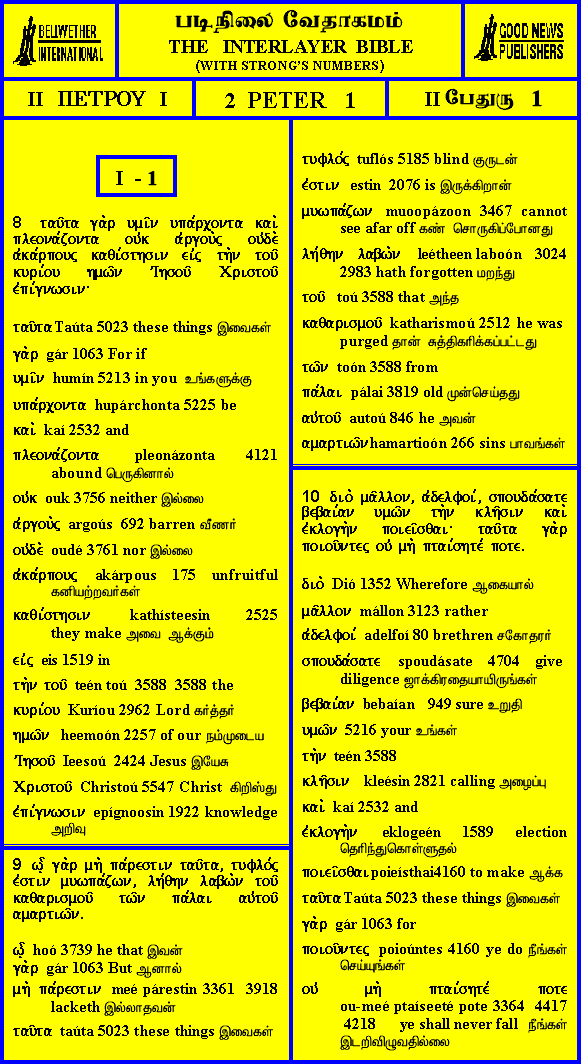 BELLWETHER
INTERNATIONAL
படிநிலை வேதாகமம்
THE INTERLAYER BIBLE
(WITH STRONG'S NUMBERS)
GOOD NEWS
PUBLISHERS
II ΠΕΤΡΟΥ I
2 PETER 1
II பேதுரு 1
I - 1
8 ταῦτα γὰρ υμῖν υπάρχοντα καὶ
πλεονάζοντα οὐκ ἀργοὺς οὐδὲ
ἀκάρπους καθίστησιν εἰς τὴν τοῦ
κυρίου ημῶν Ἰησοῦ Χριστοῦ
ἐπίγνωσιν·
ταῦτα Taúta 5023 these things இவைகள்
γὰρ gár 1063 For if
υμῖν humín 5213 in you உங்களுக்கு
υπάρχοντα hupárchonta 5225 be
καὶ kaí 2532 and
πλεονάζοντα pleonázonta 4121
abound பெருகினால்
οὐκ ouk 3756 neither இல்லை
ἀργοὺς argoús 692 barren வீணர்
οὐδὲ oudé 3761 nor இல்லை
ἀκάρπους akárpous 175 unfruitful
கனியற்றவர்கள்
καθίστησιν kathísteesin 2525
they make அவை ஆக்கும்
εἰς eis 1519 in
τὴν τοῦ teén toú 3588 3588 the
κυρίου Kuríou 2962 Lord கர்த்தர்
ημῶν heemoón 2257 of our நம்முடைய
Ἰησοῦ Ieesoú 2424 Jesus இயேசு
Χριστοῦ Christoú 5547 Christ கிறிஸ்து
ἐπίγνωσιν epígnoosin 1922 knowledge
அறிவு
9 ᾧ γὰρ μὴ πάρεστιν ταῦτα, τυφλός
ἐστιν μυωπάζων, λήθην λαβὼν τοῦ
καθαρισμοῦ τῶν πάλαι αὐτοῦ
αμαρτιῶν.
ᾧ hoó 3739 he that இவன்
γὰρ gár 1063 But ஆனால்
μὴ πάρεστιν meé párestin 3361 3918
lacketh இல்லாதவன்
ταῦτα taúta 5023 these things இவைகள்
τυφλός tuflós 5185 blind குருடன்
ἐστιν estin 2076 is இருக்கிறான்
μυωπάζων muoopázoon 3467 cannot
see afar off கண் சொருகிப்போனது
λήθην λαβὼν leétheen laboón 3024
2983 hath forgotten மறந்து
τοῦ toú 3588 that அந்த
καθαρισμοῦ katharismoú 2512 he was
purged தான் சுத்திகரிக்கப்பட்டது
τῶν toón 3588 from
πάλαι pálai 3819 old முன்செய்தது
αὐτοῦ autoú 846 he அவன்
αμαρτιῶν hamartioón 266 sins பாவங்கள்
10 διὸ μᾶλλον, ἀδελφοί, σπουδάσατε
βεβαίαν υμῶν τὴν κλῆσιν καὶ
ἐκλογὴν ποιεῖσθαι· ταῦτα γὰρ
ποιοῦντες οὐ μὴ πταίσητέ ποτε.
διὸ Dió 1352 Wherefore ஆகையால்
μᾶλλον mállon 3123 rather
ἀδελφοί adelfoí 80 brethren சகோதரர்
σπουδάσατε spoudásate 4704 give
diligence ஜாக்கிரதையாயிருங்கள்
βεβαίαν bebaían 949 sure உறுதி
υμῶν 5216 your உங்கள்
τὴν teén 3588
κλῆσιν kleésin 2821 calling அழைப்பு
καὶ kaí 2532 and
ἐκλογὴν eklogeén 1589 election
தெரிந்துகொள்ளுதல்
ποιεῖσθαι poieísthai4160 to make ஆக்க
ταῦτα Taúta 5023 these things இவைகள்
γὰρ gár 1063 for
ποιοῦντες poioúntes 4160 ye do நீங்கள்
செய்யுங்கள்
οὐ μὴ πταίσητέ ποτε
ou-meé ptaíseeté pote 3364 4417
4218 ye shall never fall நீங்கள்
இடறிவிழுவதில்லை